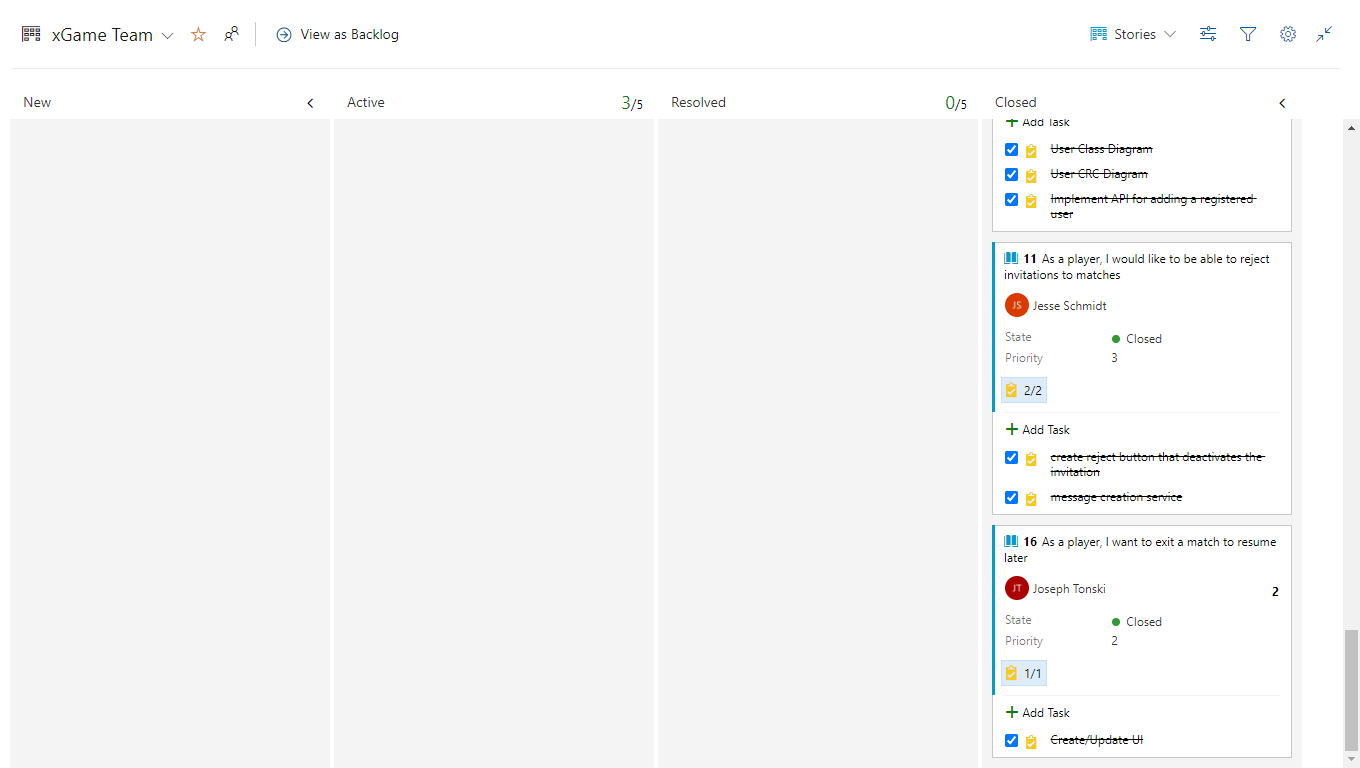 xGame Team
View as Backlog
Stories
New
Active
3/5
Resolved
0/5
Closed
Add Task
User Class Diagram
User CRC Diagram
Implement API for adding a registered
user
11 As a player, I would like to be able to reject
invitations to matches
JS Jesse Schmidt
State Closed
Priority 3
2/2
Add Task
create reject button that deactivates the
invitation
message creation service
16 As a player, I want to exit a match to resume
later
JT Joseph Tonski 2
State Closed
Priority 2
1/1
Add Task
Create/Update UI